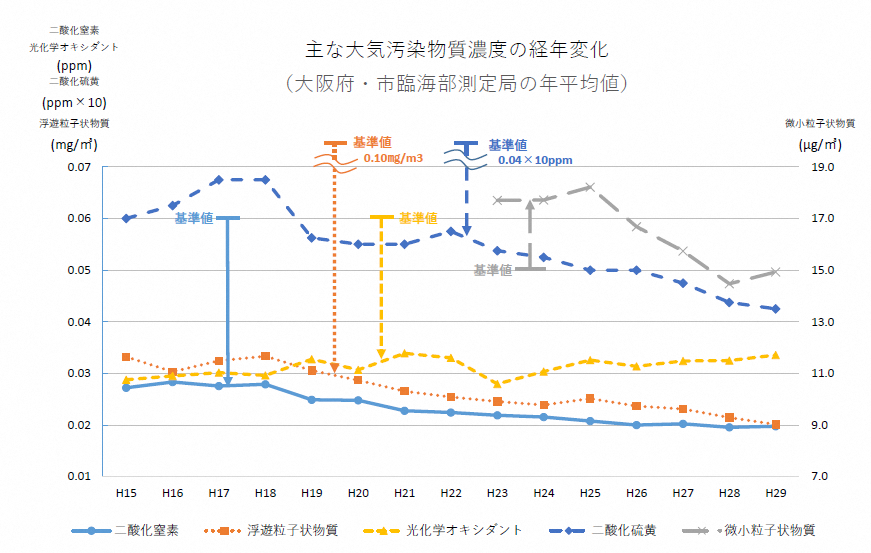 主な大気汚染物質濃度の経年変化
（大阪府・市臨海部測定局の年平均値）
二酸化窒素
光化学オキシダント
(ppm)
二酸化硫黄
(ppm×10)
浮遊粒子状物質
(mg/㎥)
微小粒子状物質
(μg/㎥)
基準値
0.10mg/m3
基準値
0.04×10ppm
基準値
基準値
基準値
0.07
0.06
0.05
0.04
0.03
0.02
0.01
19.0
17.0
15.0
13.0
11.0
9.0
7.0
H15 H16 H17 H18 H19 H20 H21 H22 H23 H24 H25 H26 H27 H28 H29
二酸化窒素 浮遊粒子状物質 光化学オキシダント 二酸化硫黄 微小粒子状物質